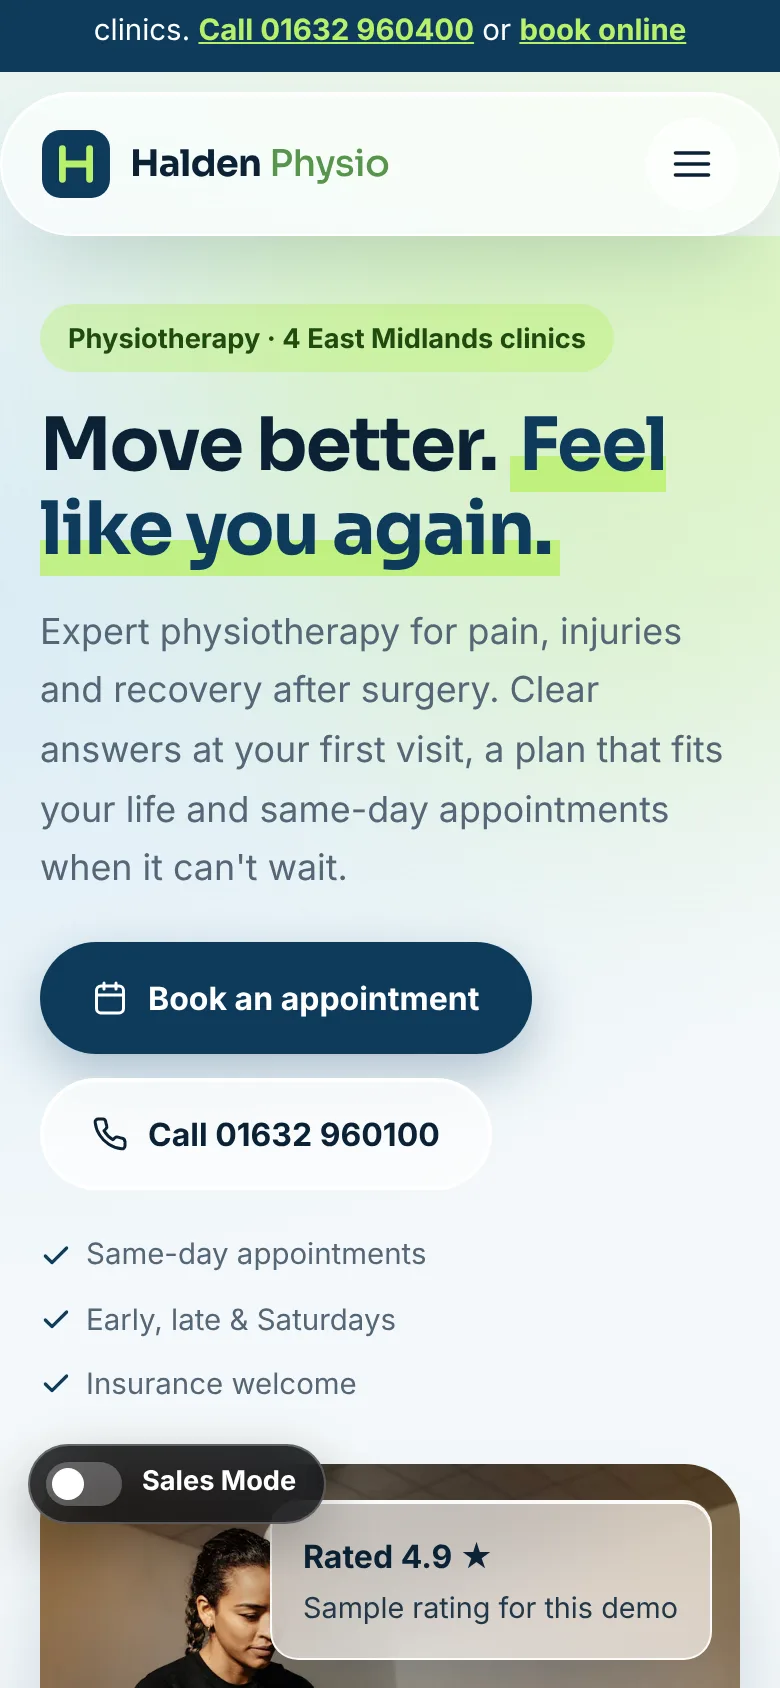 clinics. Call 01632 960400 or book online
H Halden Physio
Physiotherapy · 4 East Midlands clinics
Move better. Feel
like you again.
Expert physiotherapy for pain, injuries
and recovery after surgery. Clear
answers at your first visit, a plan that fits
your life and same-day appointments
when it can't wait.
Book an appointment
Call 01632 960100
Same-day appointments
Early, late & Saturdays
Insurance welcome
Sales Mode
Rated 4.9 ★
Sample rating for this demo